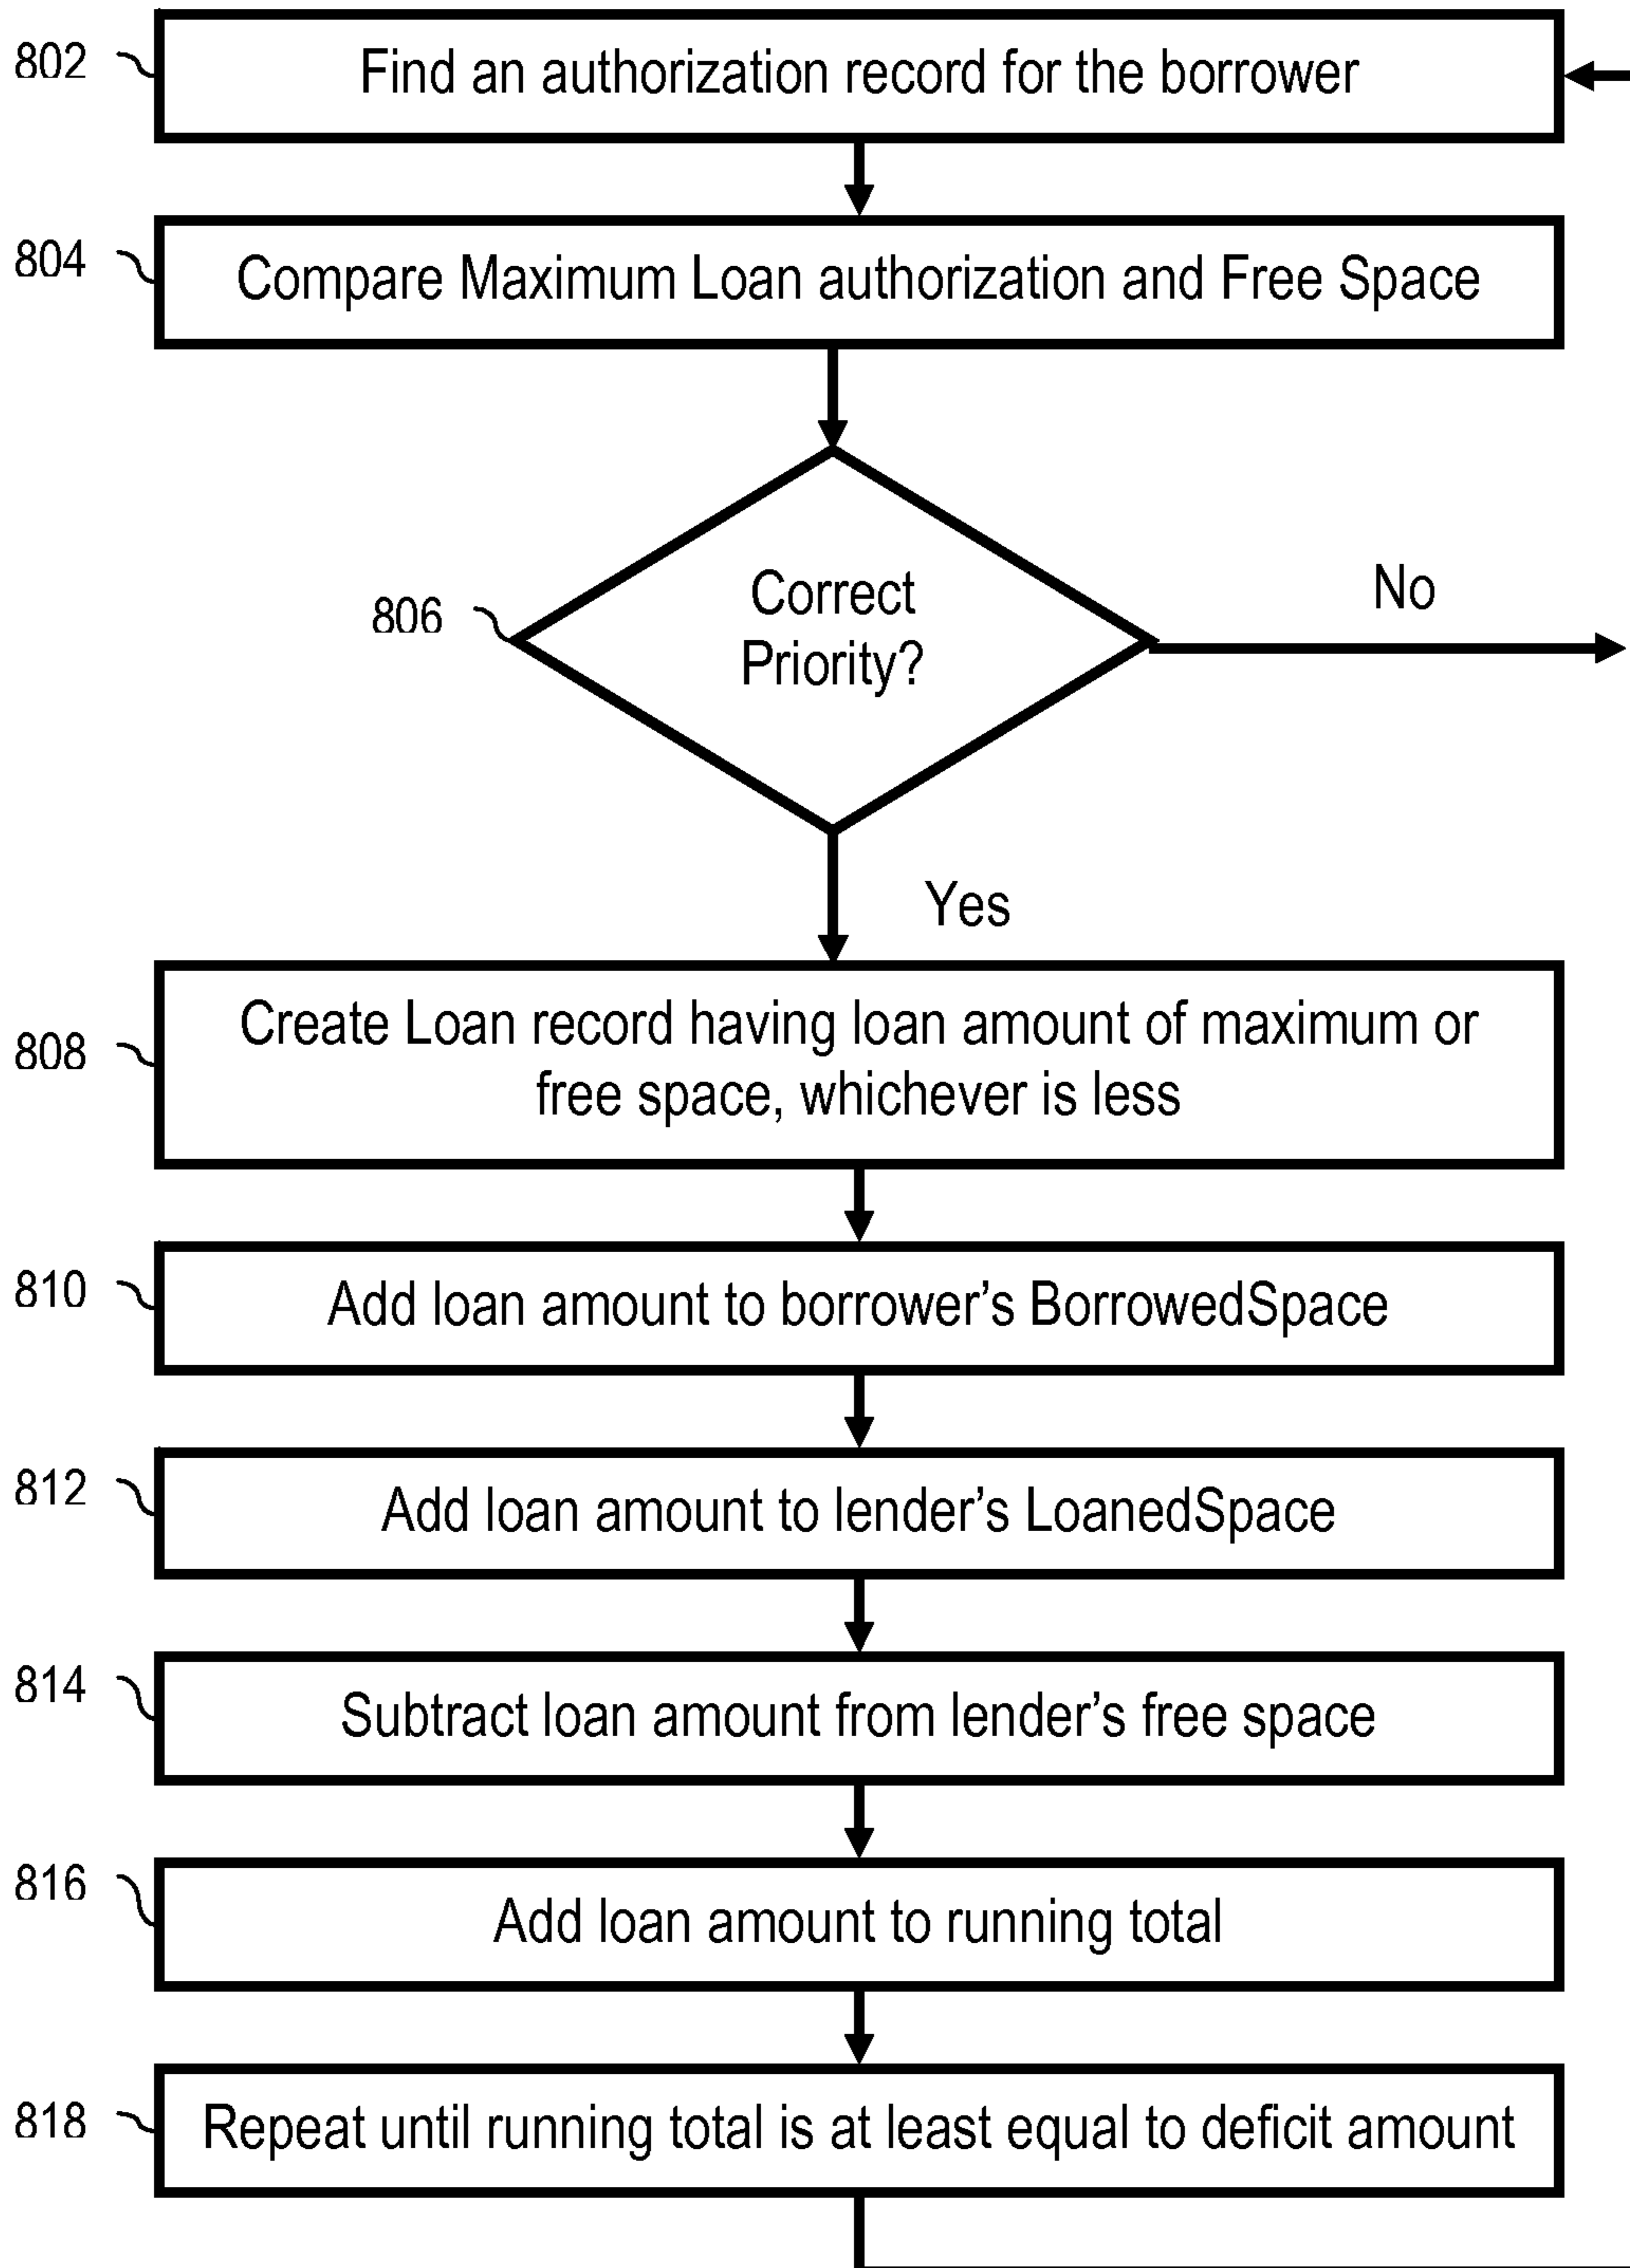 802
Find an authorization record for the borrower
804
Compare Maximum Loan authorization and Free Space
806
Correct
Priority?
No
Yes
808
Create Loan record having loan amount of maximum or
free space, whichever is less
810
Add loan amount to borrower’s BorrowedSpace
812
Add loan amount to lender’s LoanedSpace
814
Subtract loan amount from lender’s free space
816
Add loan amount to running total
818
Repeat until running total is at least equal to deficit amount